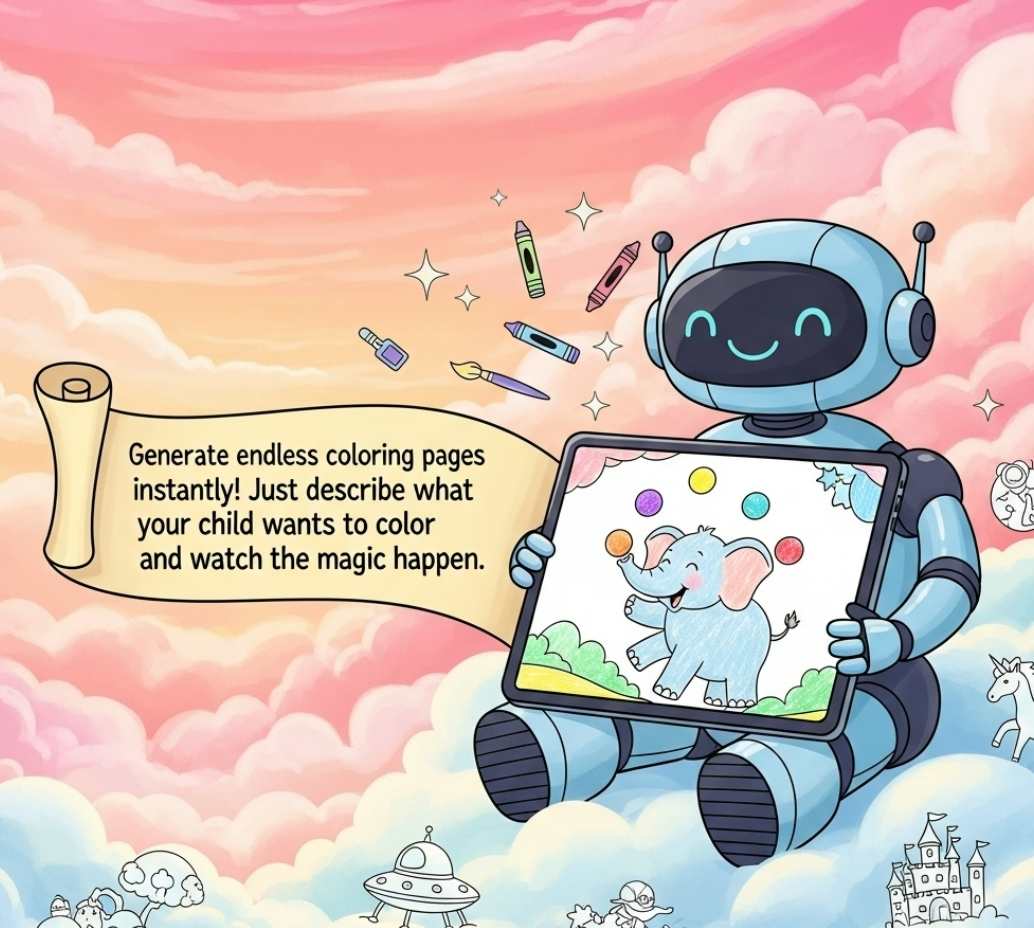 Generate endless coloring pages
instantly! Just describe what
your child wants to color
and watch the magic happen.